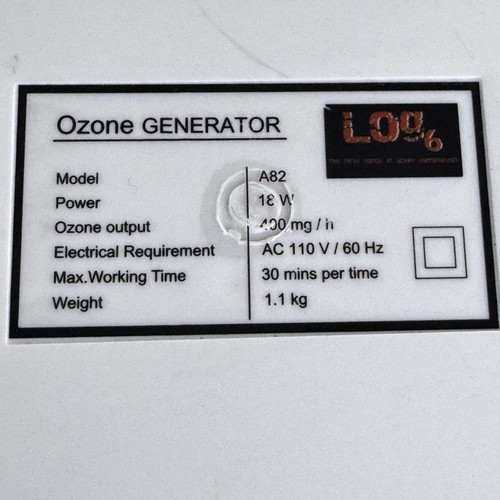 Ozone GENERATOR
LOg6
Model A82
Power 18 W
Ozone output 400 mg / h
Electrical Requirement AC 110 V / 60 Hz
Max.Working Time 30 mins per time
Weight 1.1 kg